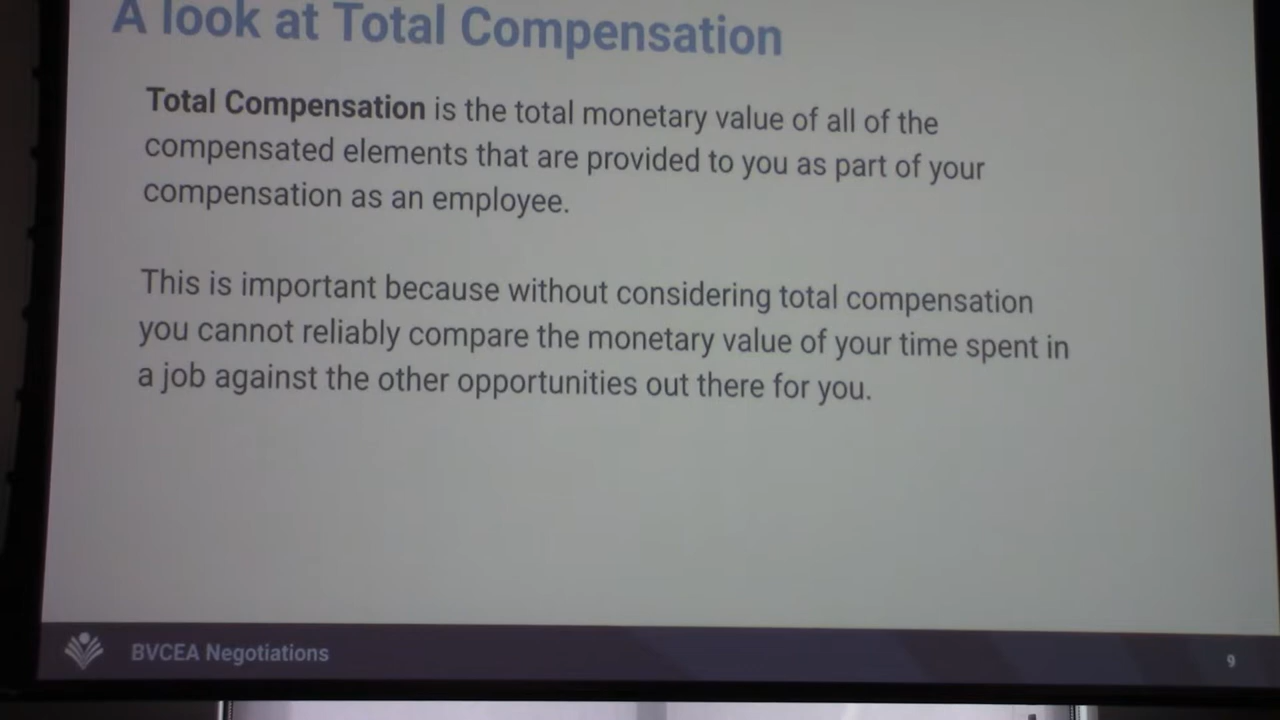 A look at Total Compensation
Total Compensation is the total monetary value of all of the
compensated elements that are provided to you as part of your
compensation as an employee.
This is important because without considering total compensation
you cannot reliably compare the monetary value of your time spent in
a job against the other opportunities out there for you.
BVCEA Negotiations
9